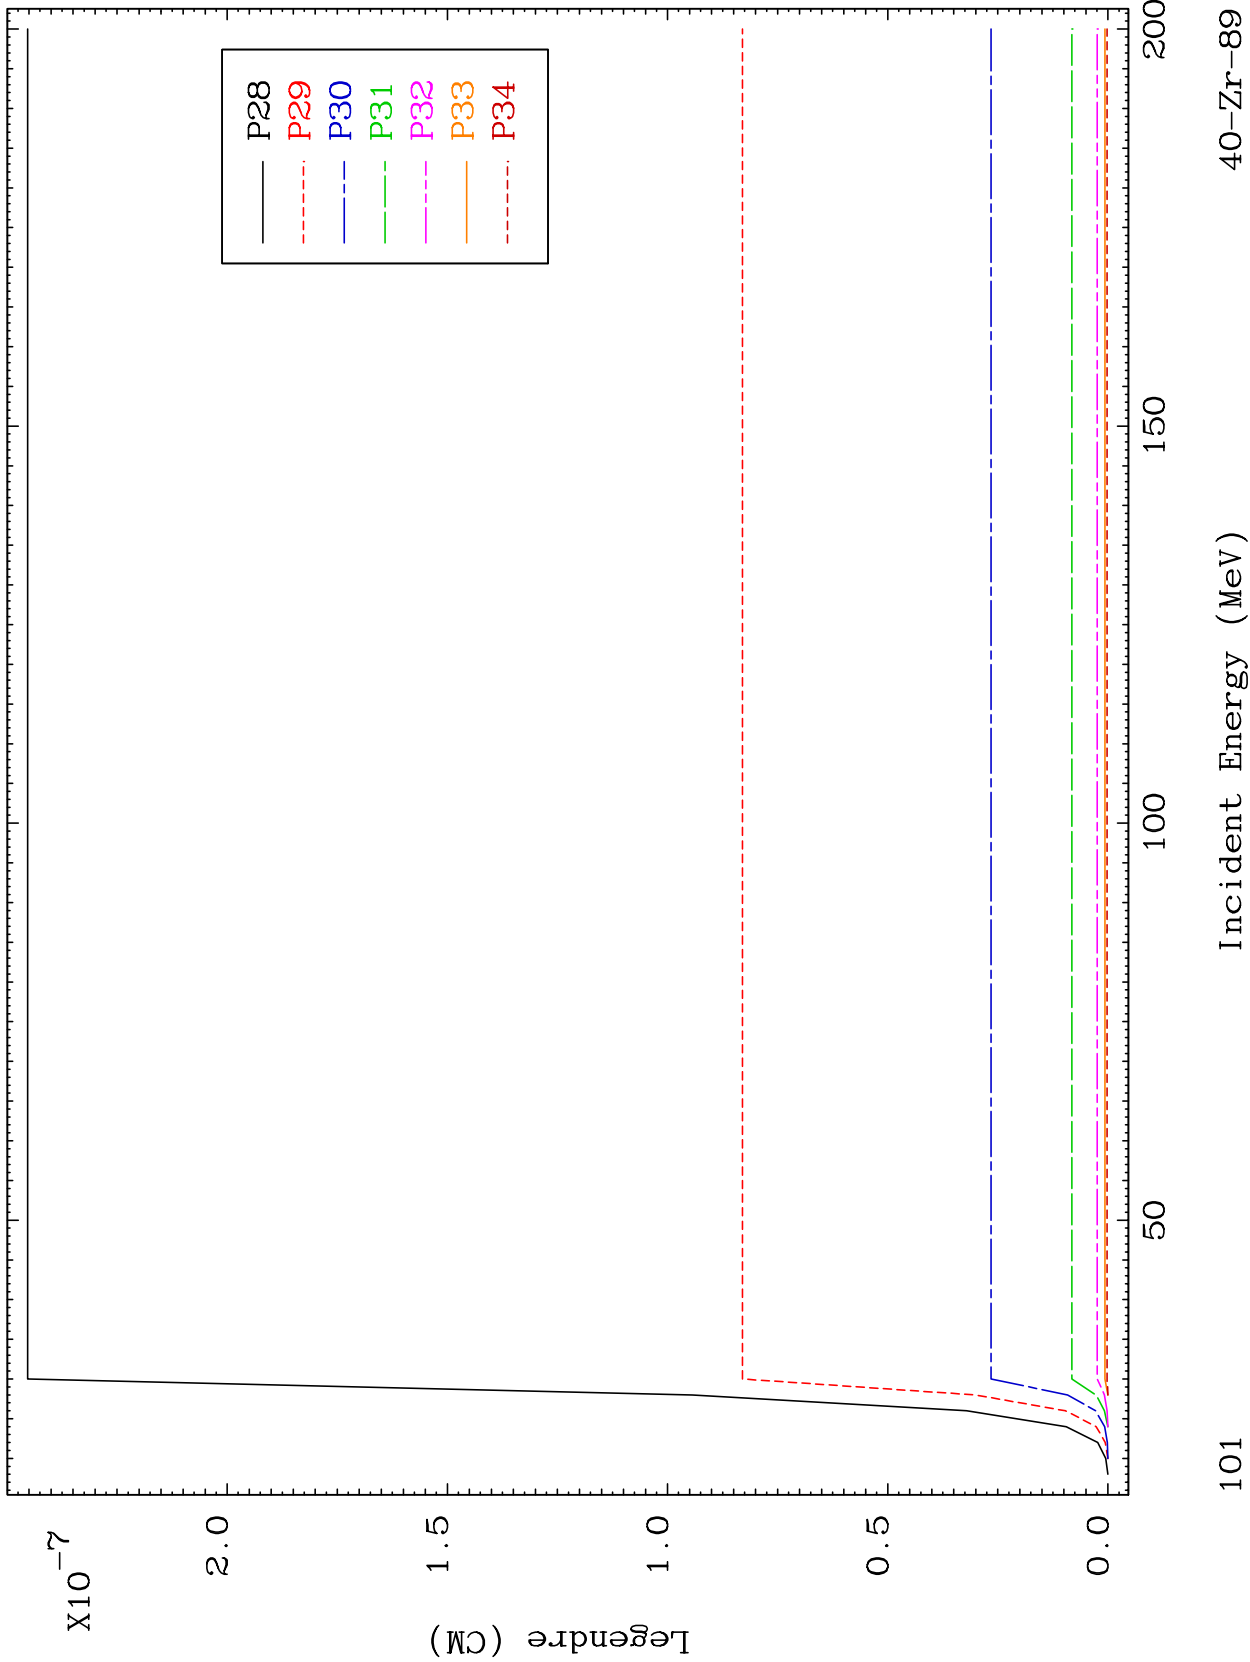 X10-7
2.0
1.5
1.0
0.5
0.0
Legendre (CM)
P28
P29
P30
P31
P32
P33
P34
50
100
150
200
Incident Energy (MeV)
101
40-Zr-89